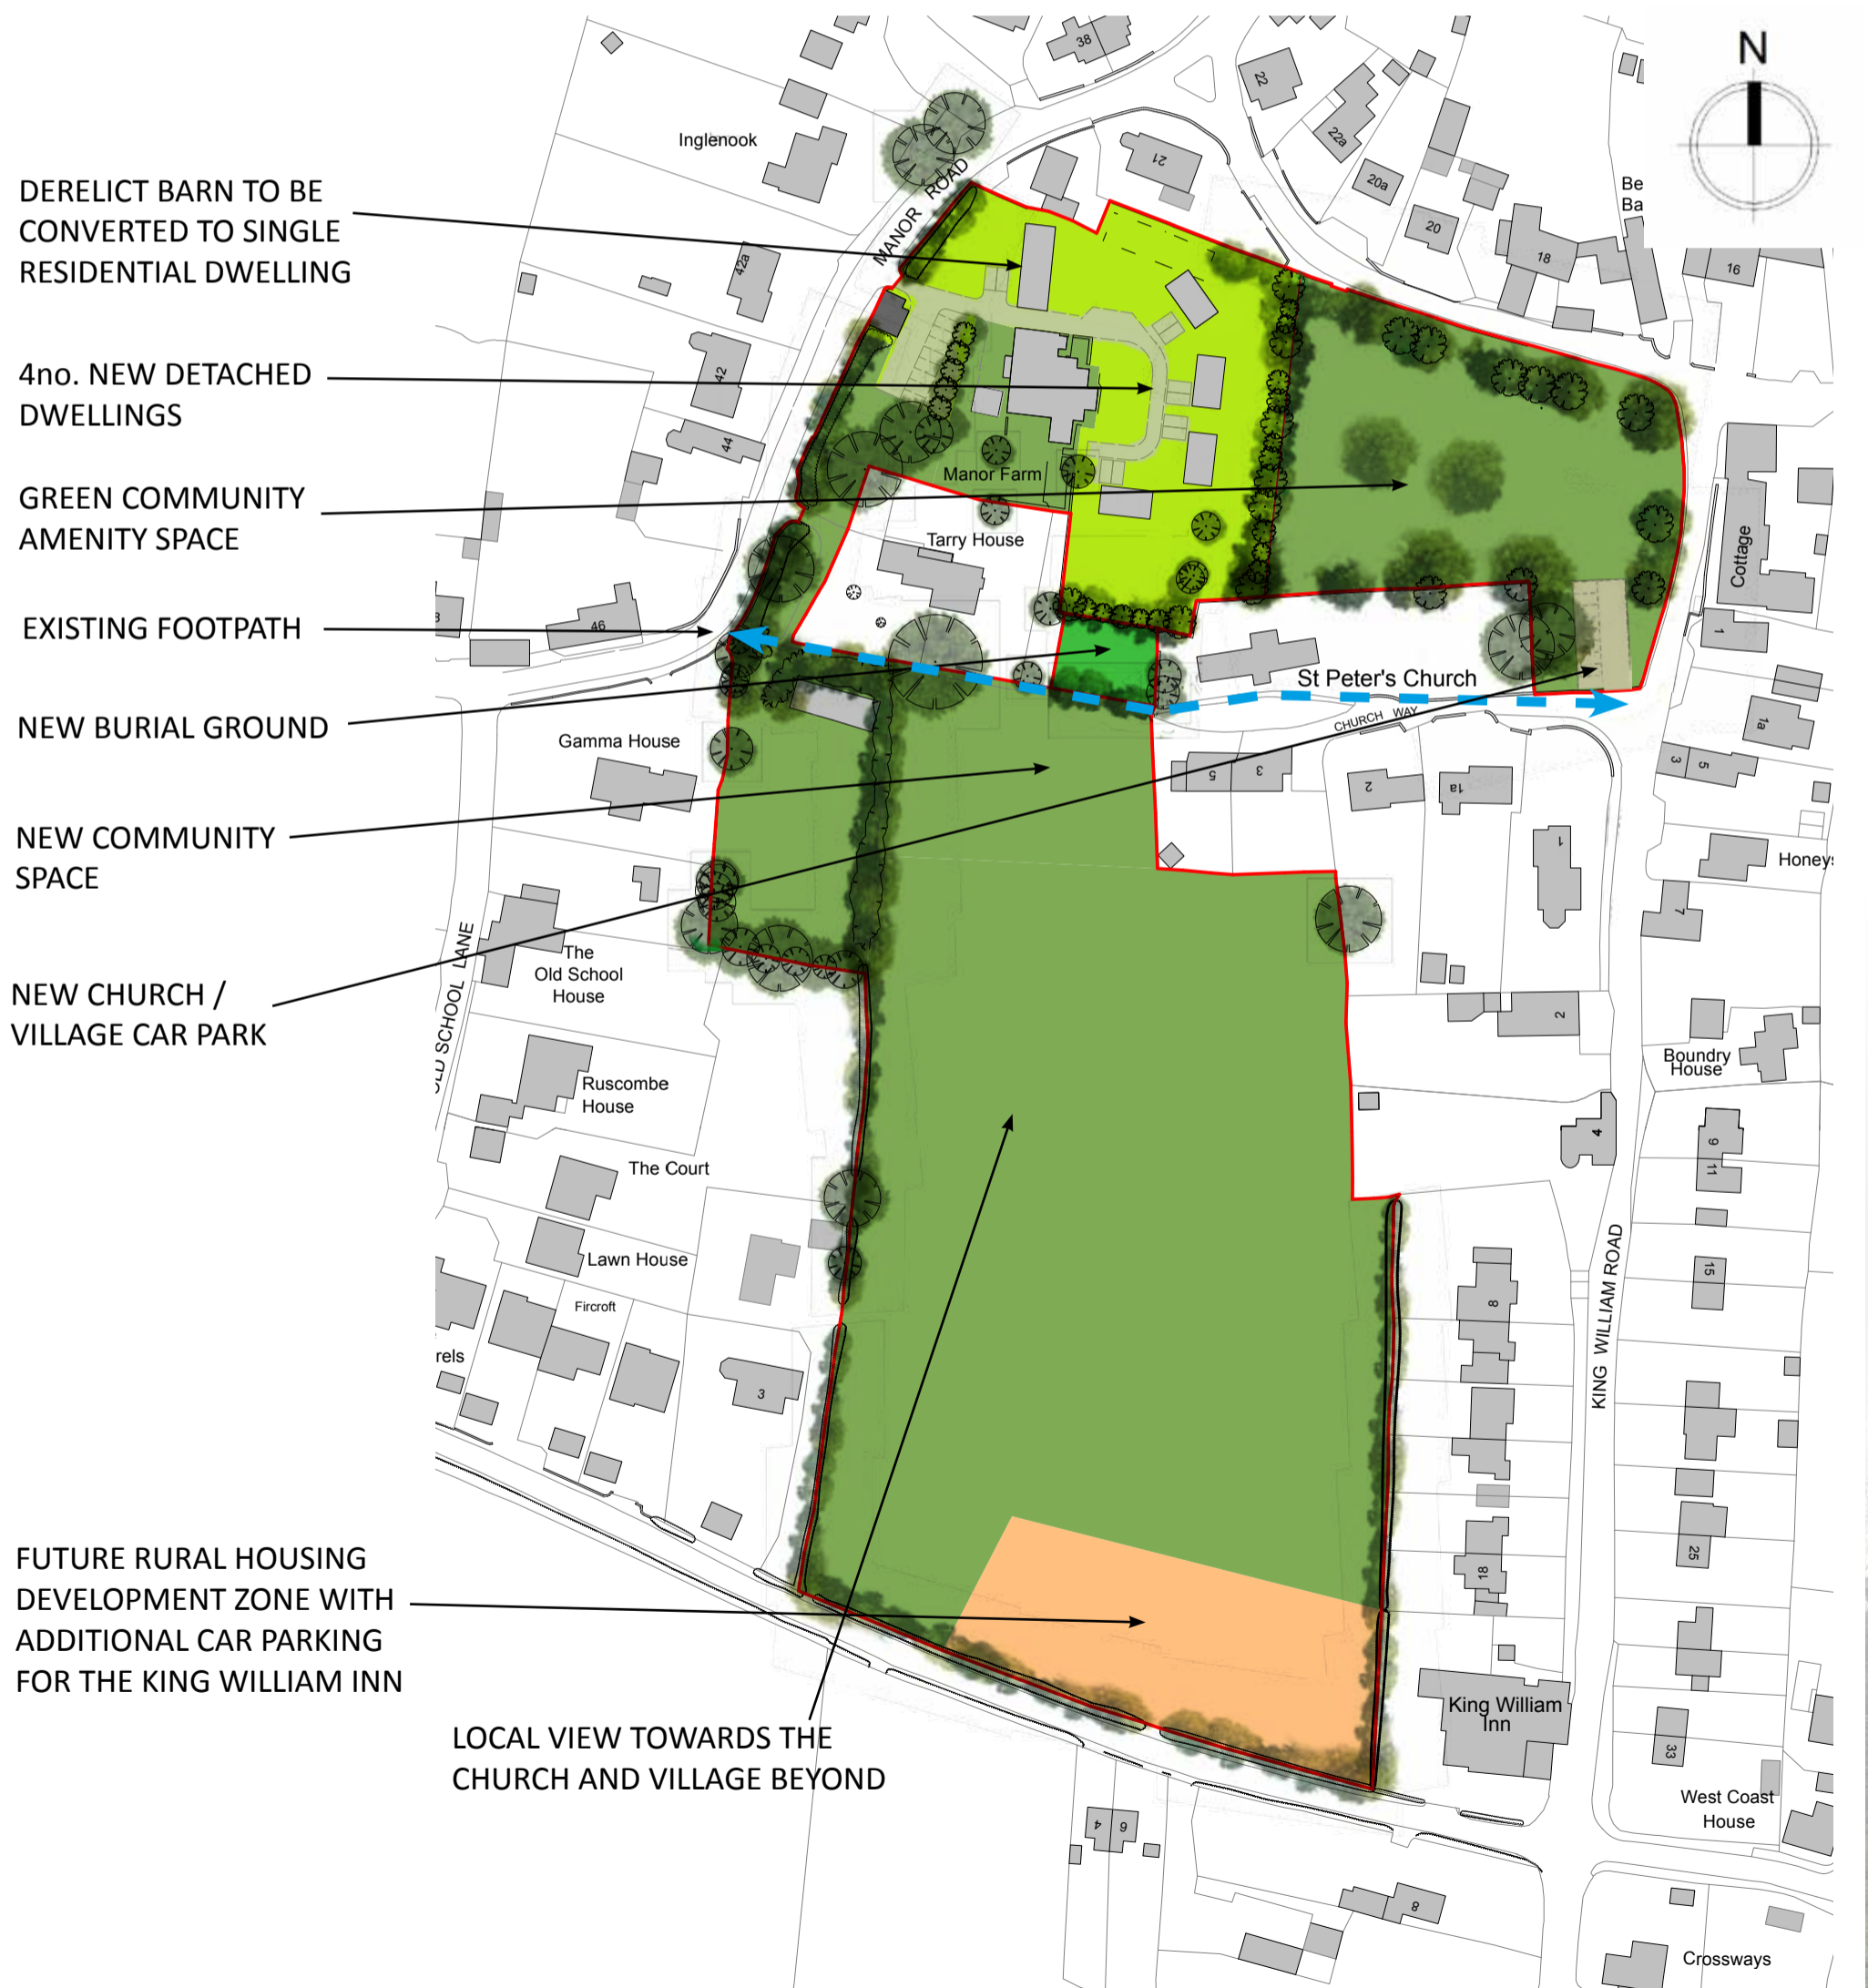 N
38
22
22a
Inglenook
21
20a
20
18
16
Be
Ba
MANOR ROAD
DERELICT BARN TO BE
CONVERTED TO SINGLE
RESIDENTIAL DWELLING
42a
42
44
4no. NEW DETACHED
DWELLINGS
Manor Farm
GREEN COMMUNITY
AMENITY SPACE
Tarry House
Cottage
EXISTING FOOTPATH
46
1
St Peter's Church
CHURCH WAY
NEW BURIAL GROUND
Gamma House
1a
5
3
2
1a
3
5
NEW COMMUNITY
SPACE
1
Honeys
7
OLD SCHOOL LANE
The
Old School
House
NEW CHURCH /
VILLAGE CAR PARK
2
Boundry
House
Ruscombe
House
4
9
11
The Court
Lawn House
KING WILLIAM ROAD
15
8
Fircroft
rels
3
25
18
FUTURE RURAL HOUSING
DEVELOPMENT ZONE WITH
ADDITIONAL CAR PARKING
FOR THE KING WILLIAM INN
King William
Inn
33
LOCAL VIEW TOWARDS THE
CHURCH AND VILLAGE BEYOND
West Coast
House
4
6
8
Crossways